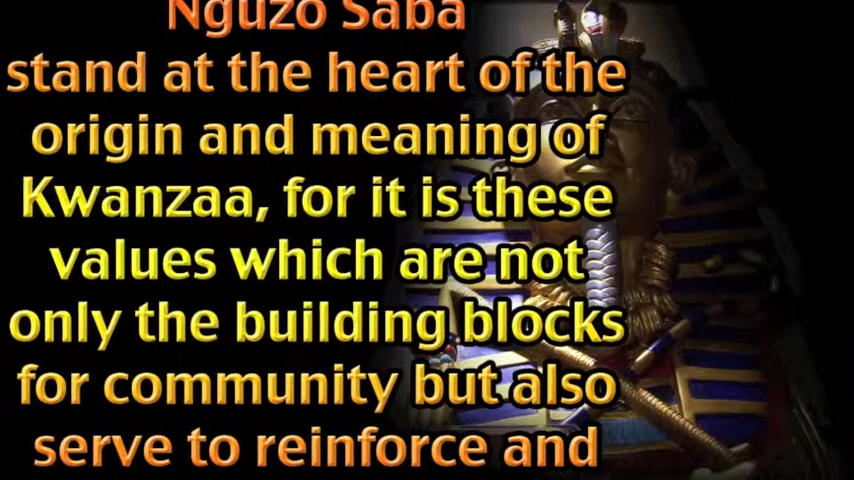 Nguzo Saba
stand at the heart of the
origin and meaning of
Kwanzaa, for it is these
values which are not
only the building blocks
for community but also
serve to reinforce and